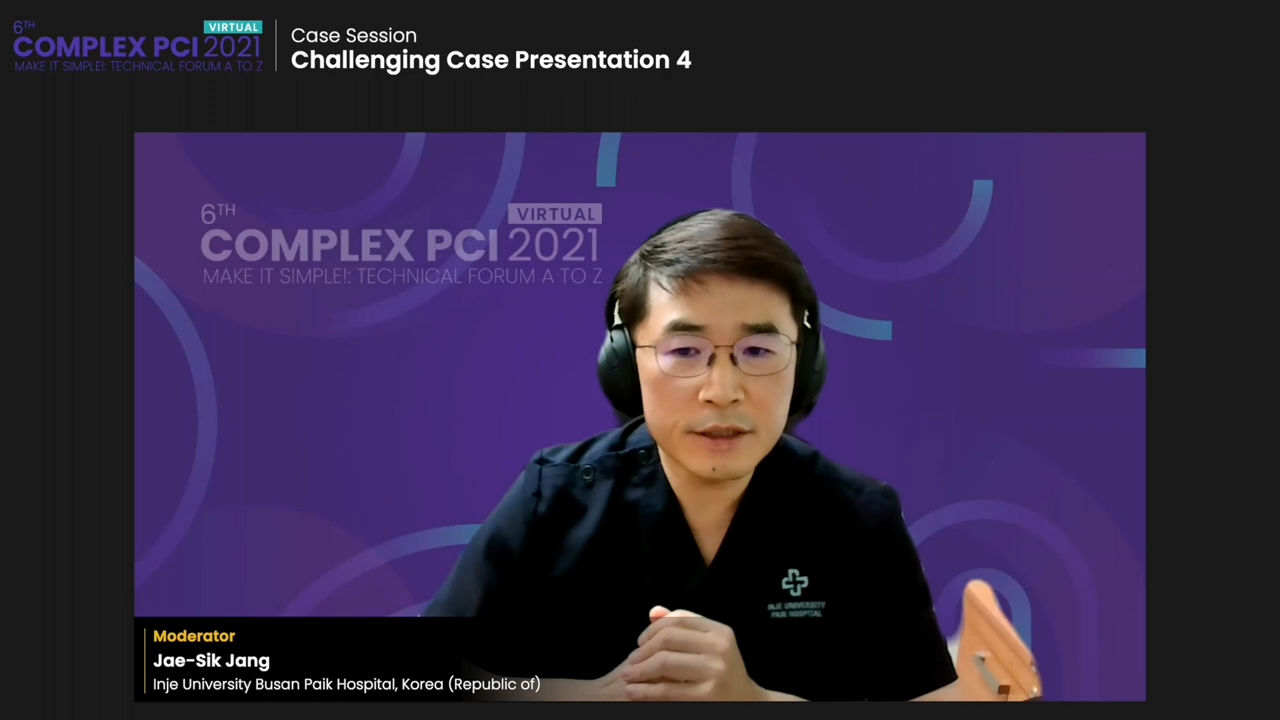 6TH
VIRTUAL
COMPLEX PCI 2021
MAKE IT SIMPLE!: TECHNICAL FORUM A TO Z
Case Session
Challenging Case Presentation 4
6TH
VIRTUAL
COMPLEX PCI 2021
MAKE IT SIMPLE!: TECHNICAL FORUM A TO Z
INJE UNIVERSITY
PAIK HOSPITAL
Moderator
Jae-Sik Jang
Inje University Busan Paik Hospital, Korea (Republic of)